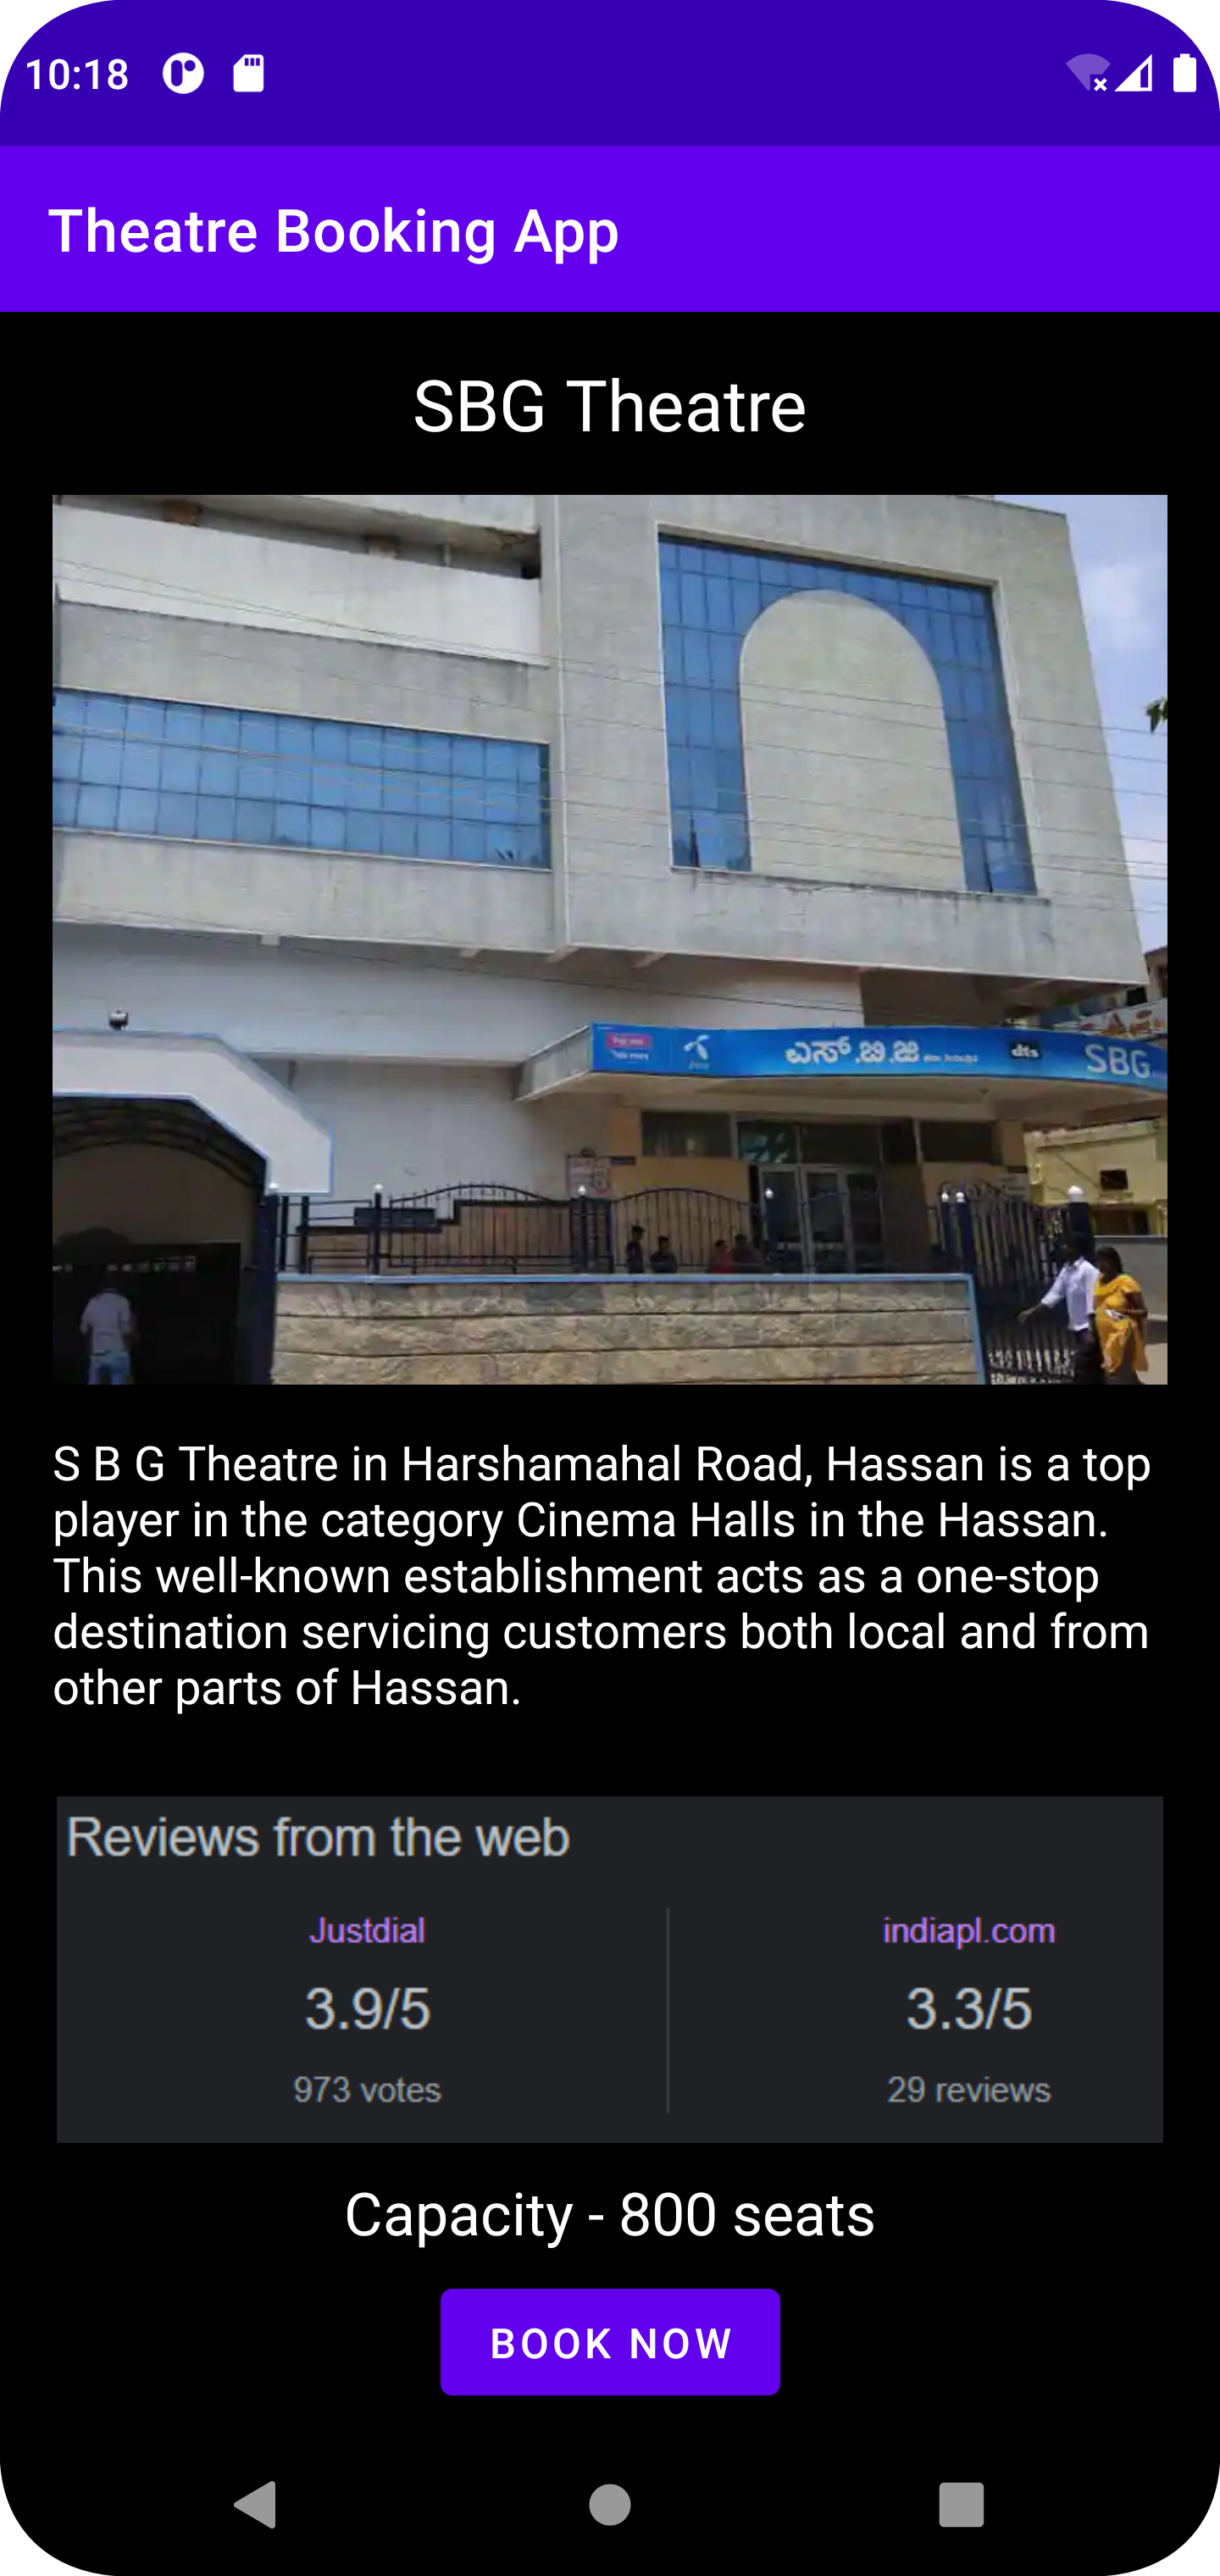 10:18
Theatre Booking App
SBG Theatre
ಎಸ್.ಬಿ.ಜಿ
dts
SBG
S B G Theatre in Harshamahal Road, Hassan is a top
player in the category Cinema Halls in the Hassan.
This well-known establishment acts as a one-stop
destination servicing customers both local and from
other parts of Hassan.
Reviews from the web
Justdial
indiapl.com
3.9/5
3.3/5
973 votes
29 reviews
Capacity - 800 seats
BOOK NOW